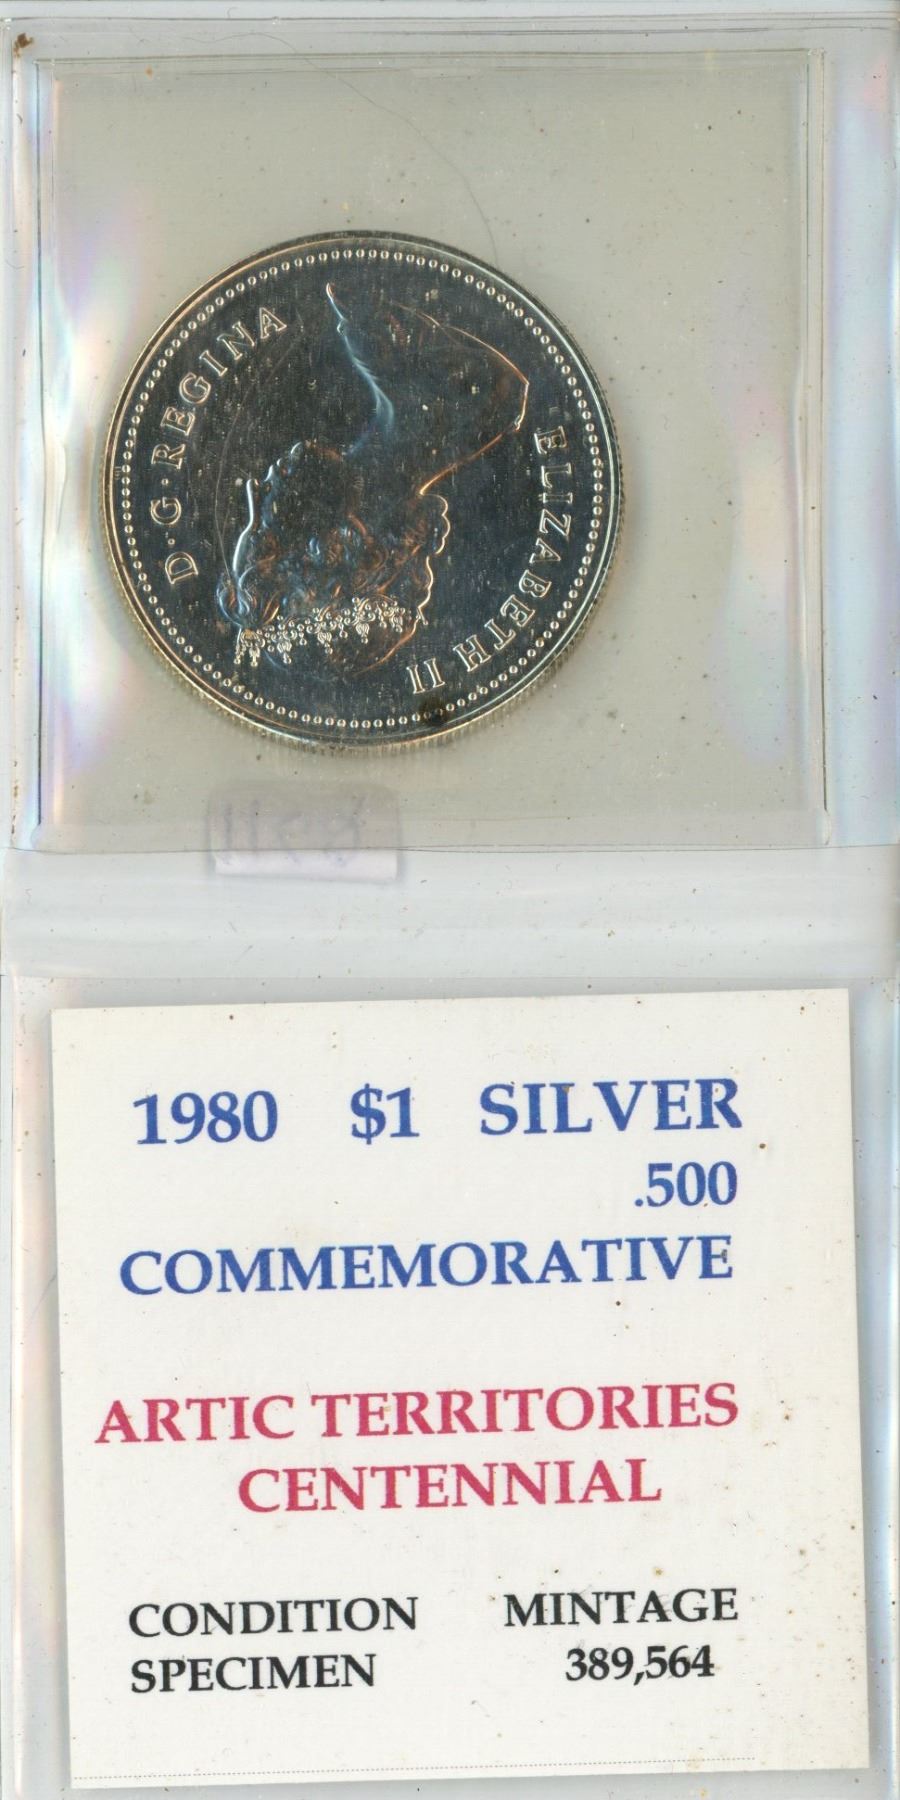 ELIZABETH II
D·G·REGINA
1980 $1 SILVER
.500
COMMEMORATIVE
ARTIC TERRITORIES
CENTENNIAL
CONDITION MINTAGE
SPECIMEN 389,564